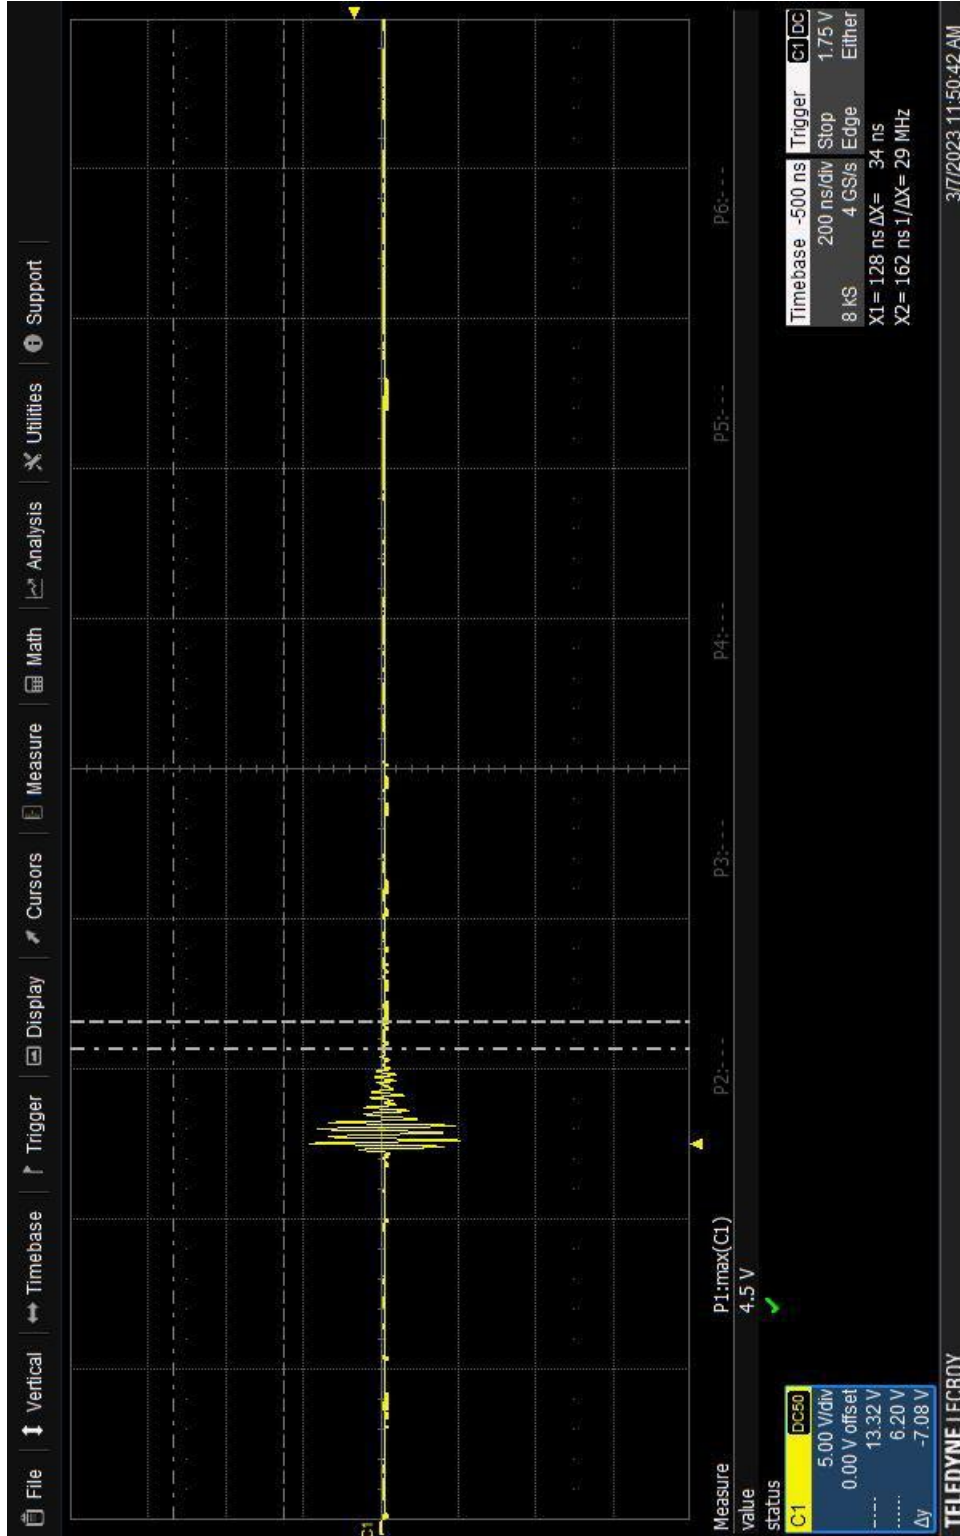 File | Vertical | Timebase | Trigger | Display | Cursors | Measure | Math | Analysis | Utilities | Support
C1
Measure P1:max(C1) P2:--- P3:--- P4:--- P5:--- P6:---
value 4.5 V
status
C1 DC50
5.00 V/div
0.00 V offset
13.32 V
6.20 V
Δy -7.08 V
Timebase -500 ns
200 ns/div
8 kS 4 GS/s
Trigger C1 DC
Stop 1.75 V
Edge Either
X1= 128 ns ΔX= 34 ns
X2= 162 ns 1/ΔX= 29 MHz
TELEDYNE LECROY 3/7/2023 11:50:42 AM